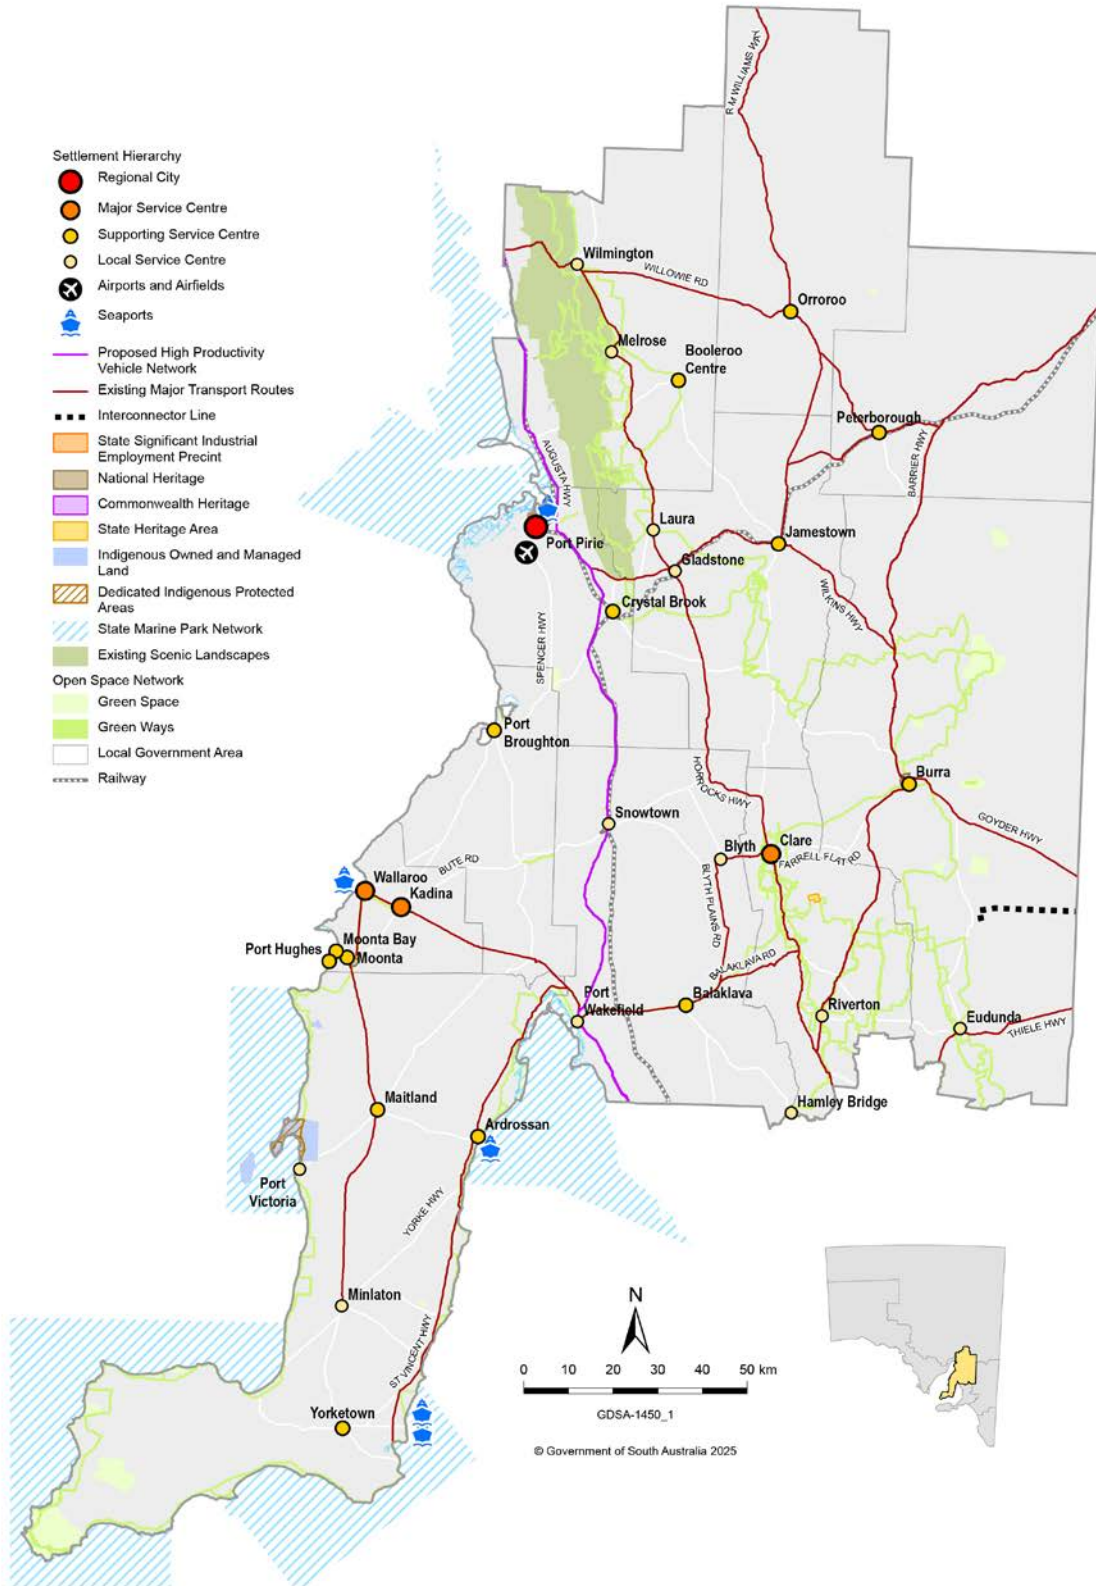 Settlement Hierarchy
Regional City
Major Service Centre
Supporting Service Centre
Local Service Centre
Airports and Airfields
Seaports
Proposed High Productivity
Vehicle Network
Existing Major Transport Routes
Interconnector Line
State Significant Industrial
Employment Precint
National Heritage
Commonwealth Heritage
State Heritage Area
Indigenous Owned and Managed
Land
Dedicated Indigenous Protected
Areas
State Marine Park Network
Existing Scenic Landscapes
Open Space Network
Green Space
Green Ways
Local Government Area
Railway
R M WILLIAMS WAY
Wilmington
WILLOWIE RD
Orroroo
Melrose
Booleroo
Centre
Peterborough
BARRIER HWY
AUGUSTA HWY
Port Pirie
Laura
Jamestown
Gladstone
Crystal Brook
WILKINS HWY
SPENCER HWY
Port
Broughton
HORROCKS HWY
Burra
GOYDER HWY
Snowtown
Blyth
Clare
FARRELL FLAT RD
BUTE RD
Wallaroo
Kadina
BLYTH PLAINS RD
Port Hughes
Moonta Bay
Moonta
BALAKLAVA RD
Port
Wakefield
Balaklava
Riverton
Eudunda
THIELE HWY
Hamley Bridge
Maitland
Ardrossan
Port
Victoria
YORKE HWY
Minlaton
ST VINCENT HWY
Yorketown
N
0 10 20 30 40 50 km
GDSA-1450_1
© Government of South Australia 2025